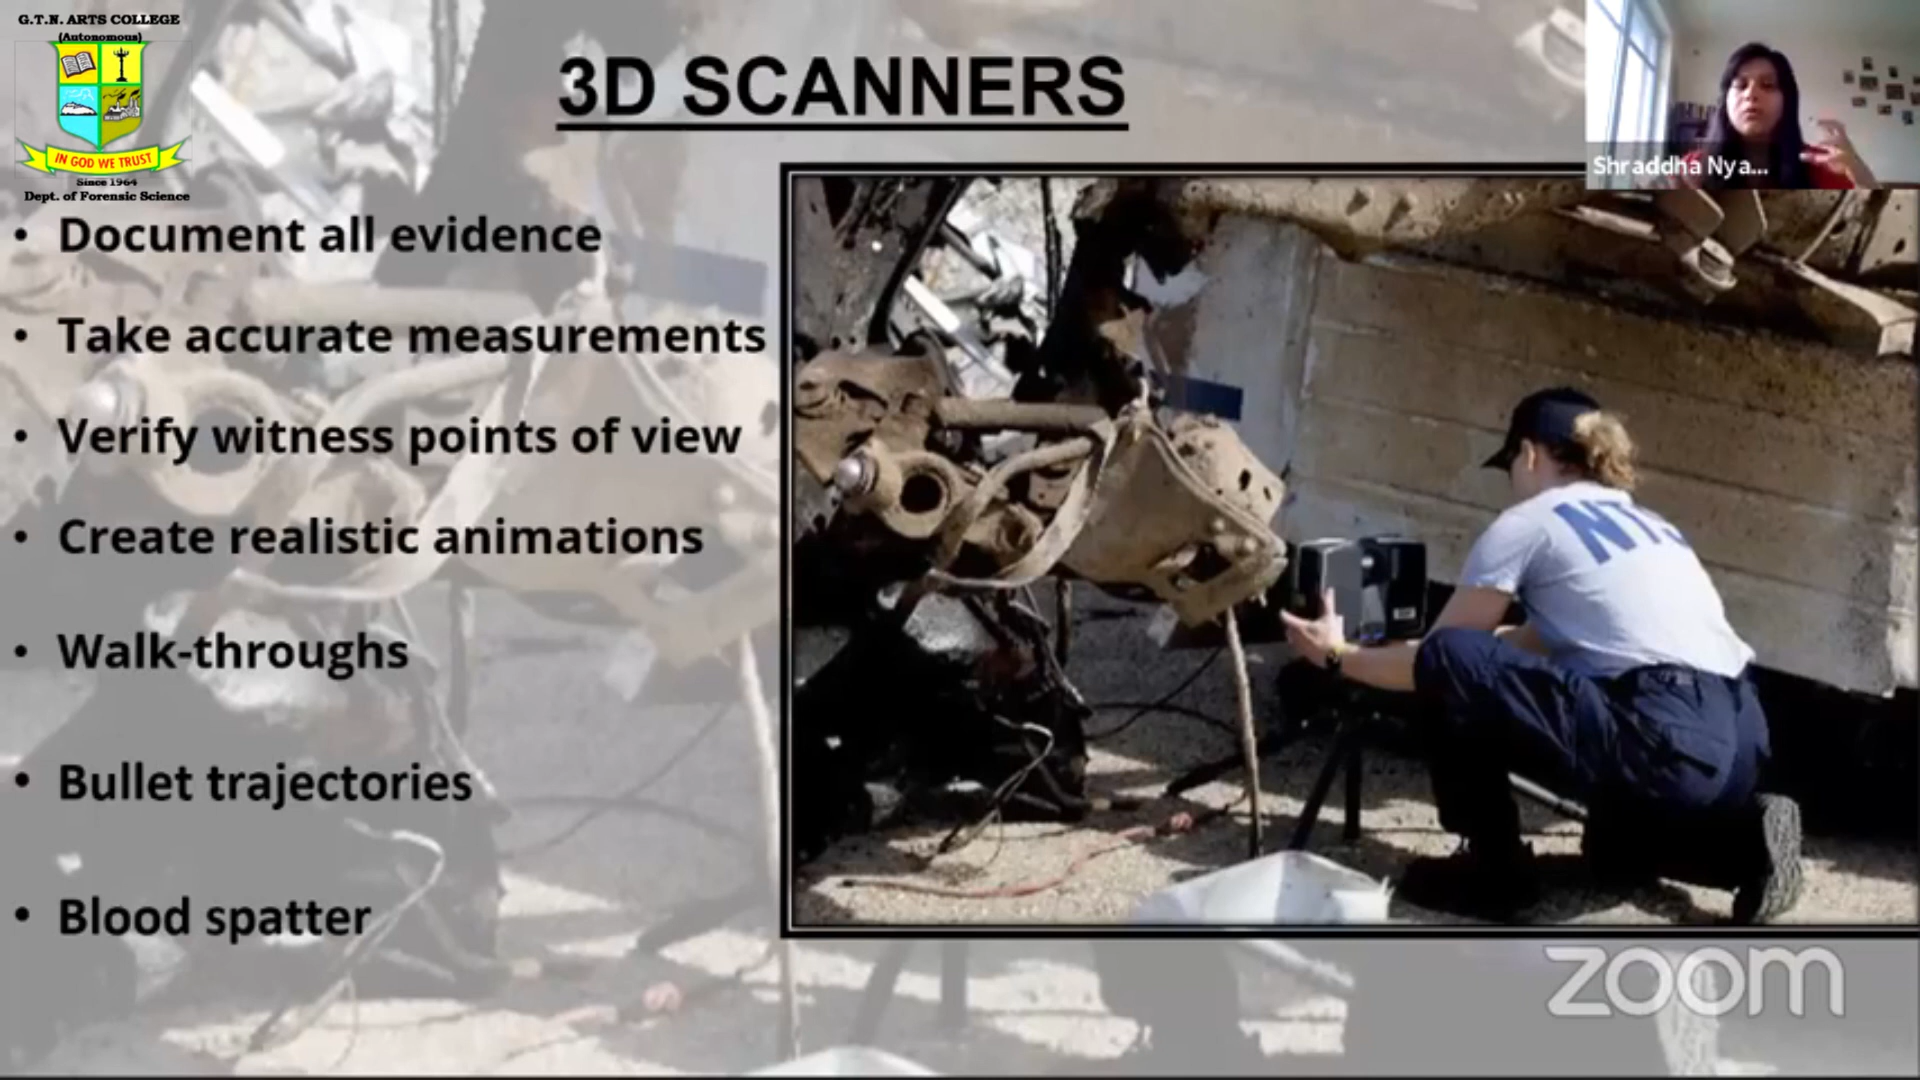 G.T.N. ARTS COLLEGE
(Autonomous)
IN GOD WE TRUST
Since 1964
Dept. of Forensic Science
3D SCANNERS
Shraddha Nya...
• Document all evidence
• Take accurate measurements
• Verify witness points of view
• Create realistic animations
• Walk-throughs
• Bullet trajectories
• Blood spatter
zoom